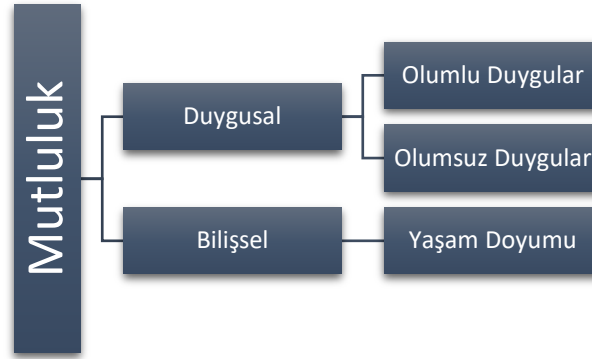 Mutluluk
Duygusal
Olumlu Duygular
Olumsuz Duygular
Bilişsel
Yaşam Doyumu